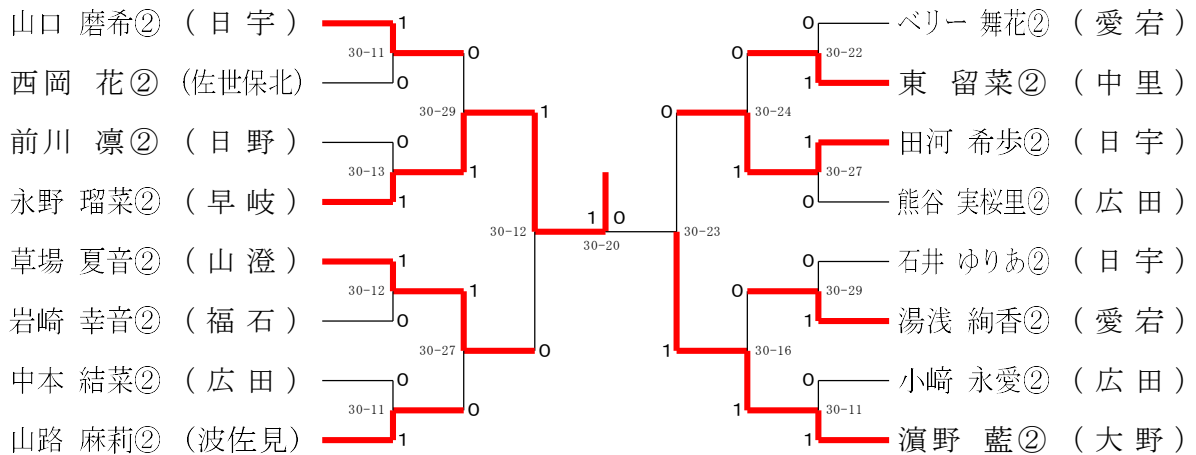 山口 磨希② (日宇) 1 0 ベリー 舞花② (愛宕)
30-11 0 0 30-22
西岡 花② (佐世保北) 0 1 東 留菜② (中里)
30-29 1 0 30-24
前川 凛② (日野) 0 1 田河 希歩② (日宇)
30-13 1 1 30-27
永野 瑠菜② (早岐) 1 0 熊谷 実桜里② (広田)
30-12 1 0 30-23
30-20
草場 夏音② (山澄) 1 0 石井 ゆりあ② (日宇)
30-12 1 0 30-29
岩崎 幸音② (福石) 0 1 湯浅 絢香② (愛宕)
30-27 0 1 30-16
中本 結菜② (広田) 0 0 小﨑 永愛② (広田)
30-11 0 1 30-11
山路 麻莉② (波佐見) 1 1 濵野 藍② (大野)